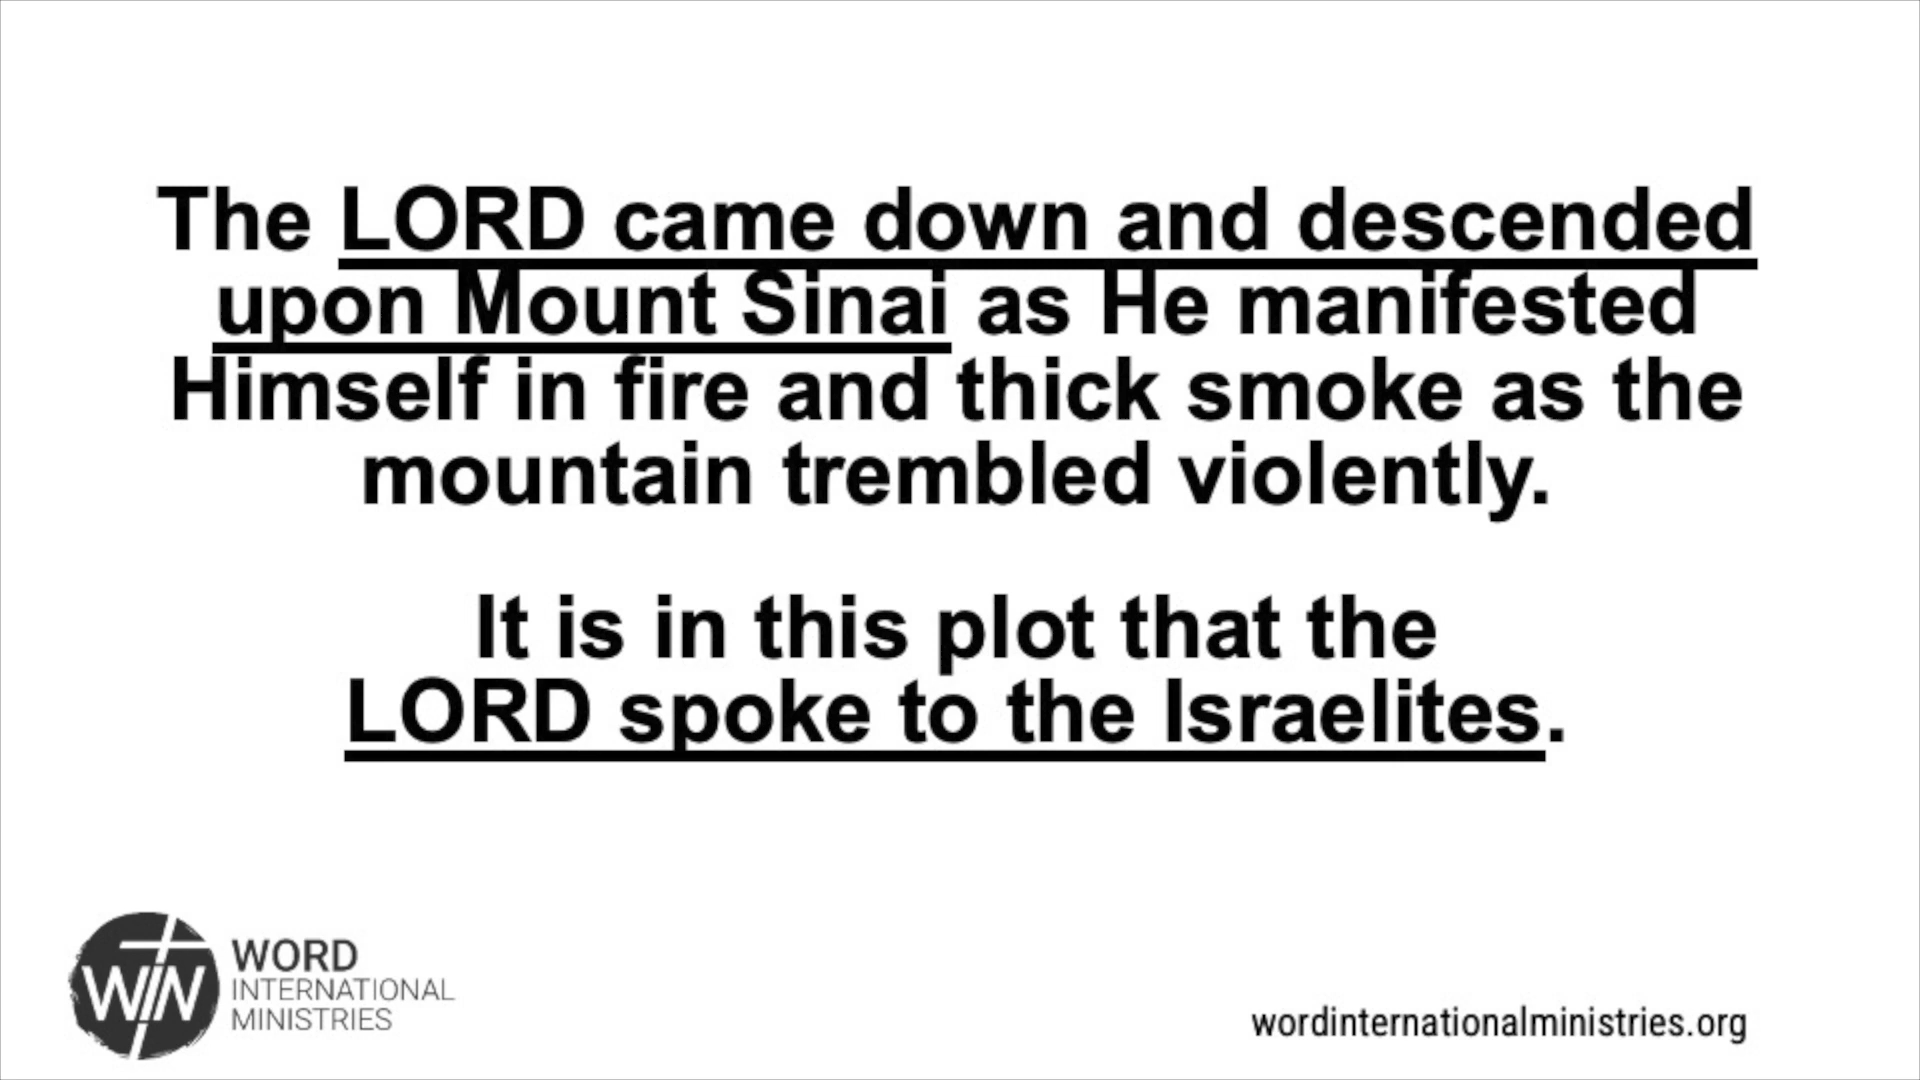 The LORD came down and descended
upon Mount Sinai as He manifested
Himself in fire and thick smoke as the
mountain trembled violently.
It is in this plot that the
LORD spoke to the Israelites.
WIN
WORD
INTERNATIONAL
MINISTRIES
wordinternationalministries.org